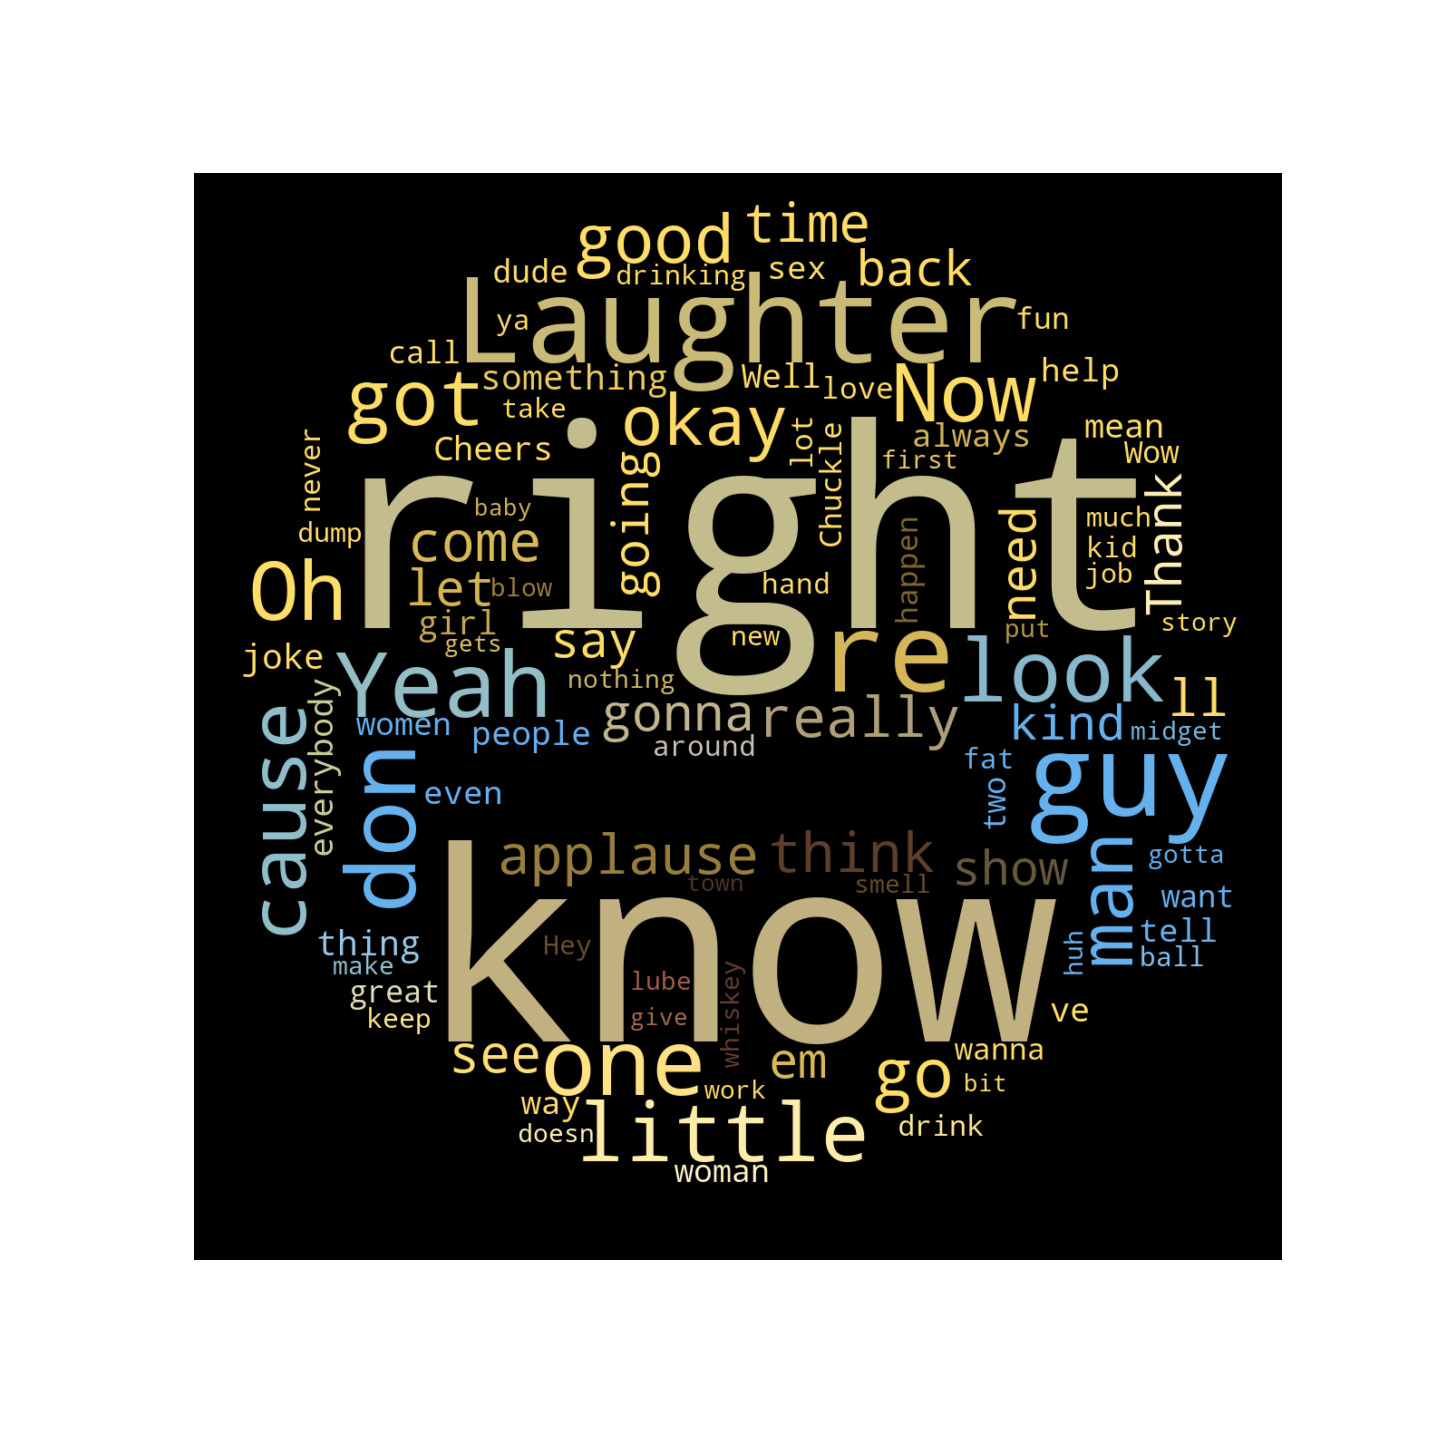 good
time
dude
drinking
sex
back
Laughter
ya
fun
call
something
Well
love
Now
help
got
take
okay
lot
Chuckle
always
mean
Cheers
first
Wow
never
right
going
Thank
baby
dump
come
need
much
kid
job
happen
Oh
let
blow
hand
girl
gets
say
new
put
story
joke
Yeah
nothing
re
look
ll
everybody
women
people
gonna
really
around
kind
midget
cause
don
even
fat
two
guy
applause
think
show
town
smell
man
gotta
want
know
thing
make
Hey
huh
tell
ball
great
keep
lube
give
whiskey
ve
see
one
em
go
wanna
bit
work
way
doesn
little
drink
woman